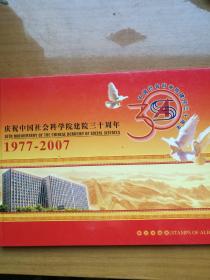 庆祝中国社会科学院建院三十周年
30TH ANNIVERSARY OF THE CHINESE ACADEMY OF SOCIAL SCIENCES
1977-2007
30
STAMPS OF ALB